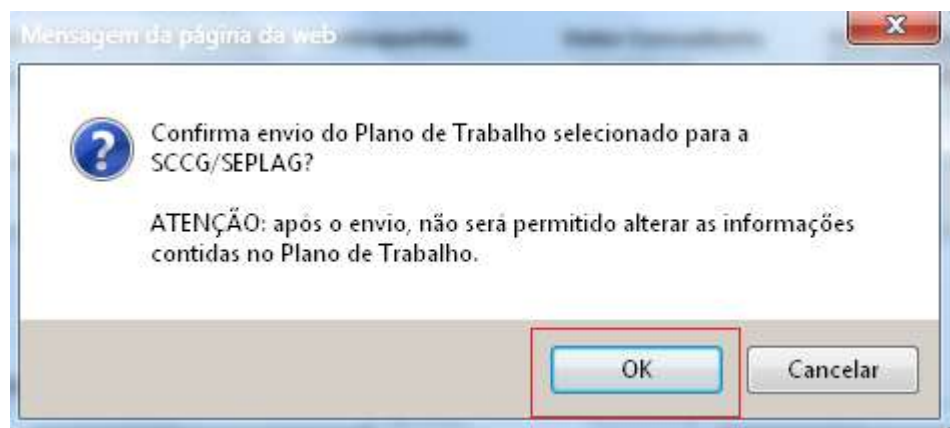 Mensagem da página da web
X
Confirma envio do Plano de Trabalho selecionado para a
SCCG/SEPLAG?
ATENÇÃO: após o envio, não será permitido alterar as informações
contidas no Plano de Trabalho.
OK
Cancelar